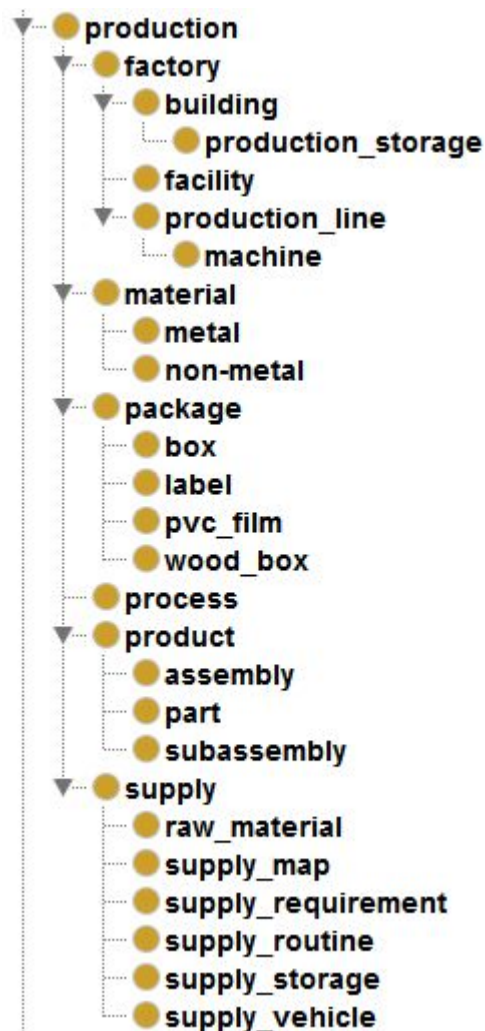 production
factory
building
production_storage
facility
production_line
machine
material
metal
non-metal
package
box
label
pvc_film
wood_box
process
product
assembly
part
subassembly
supply
raw_material
supply_map
supply_requirement
supply_routine
supply_storage
supply_vehicle